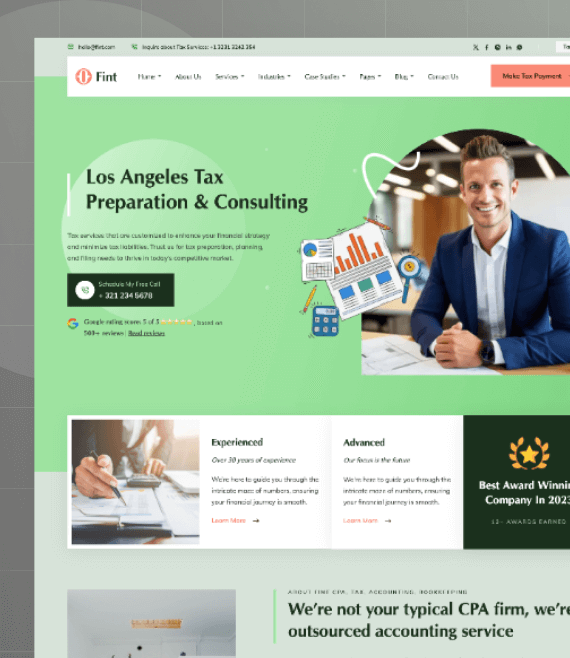 hello@fint.com
Inquire about Tax Services: +1 3231 3242 354
Fint
Home
About Us
Services
Industries
Case Studies
Pages
Blog
Contact Us
Make Tax Payment
Los Angeles Tax
Preparation & Consulting
Tax services that are customized to enhance your financial strategy
and minimize tax liabilities. Trust us for tax preparation, planning,
and filing needs to thrive in today's competitive market.
Schedule My Free Call
+ 321 234 5678
Google rating score: 5 of 5 , based on
500+ reviews | Read reviews
Experienced
Over 30 years of experience
We're here to guide you through the
intricate maze of numbers, ensuring
your financial journey is smooth.
Learn More
Advanced
Our focus is the future
We're here to guide you through the
intricate maze of numbers, ensuring
your financial journey is smooth.
Learn More
Best Award Winnin
Company In 2023
12+ AWARDS EARNED
ABOUT FINT CPA, TAX, ACCOUNTING, BOOKKEEPING
We're not your typical CPA firm, we're
outsourced accounting service